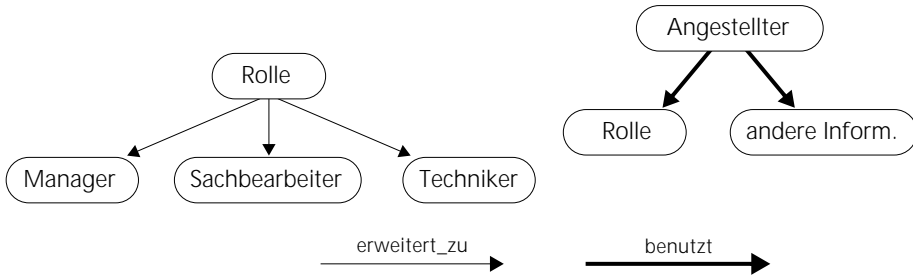 Angestellter
Rolle
Rolle
andere Inform.
Manager
Sachbearbeiter
Techniker
erweitert_zu
benutzt